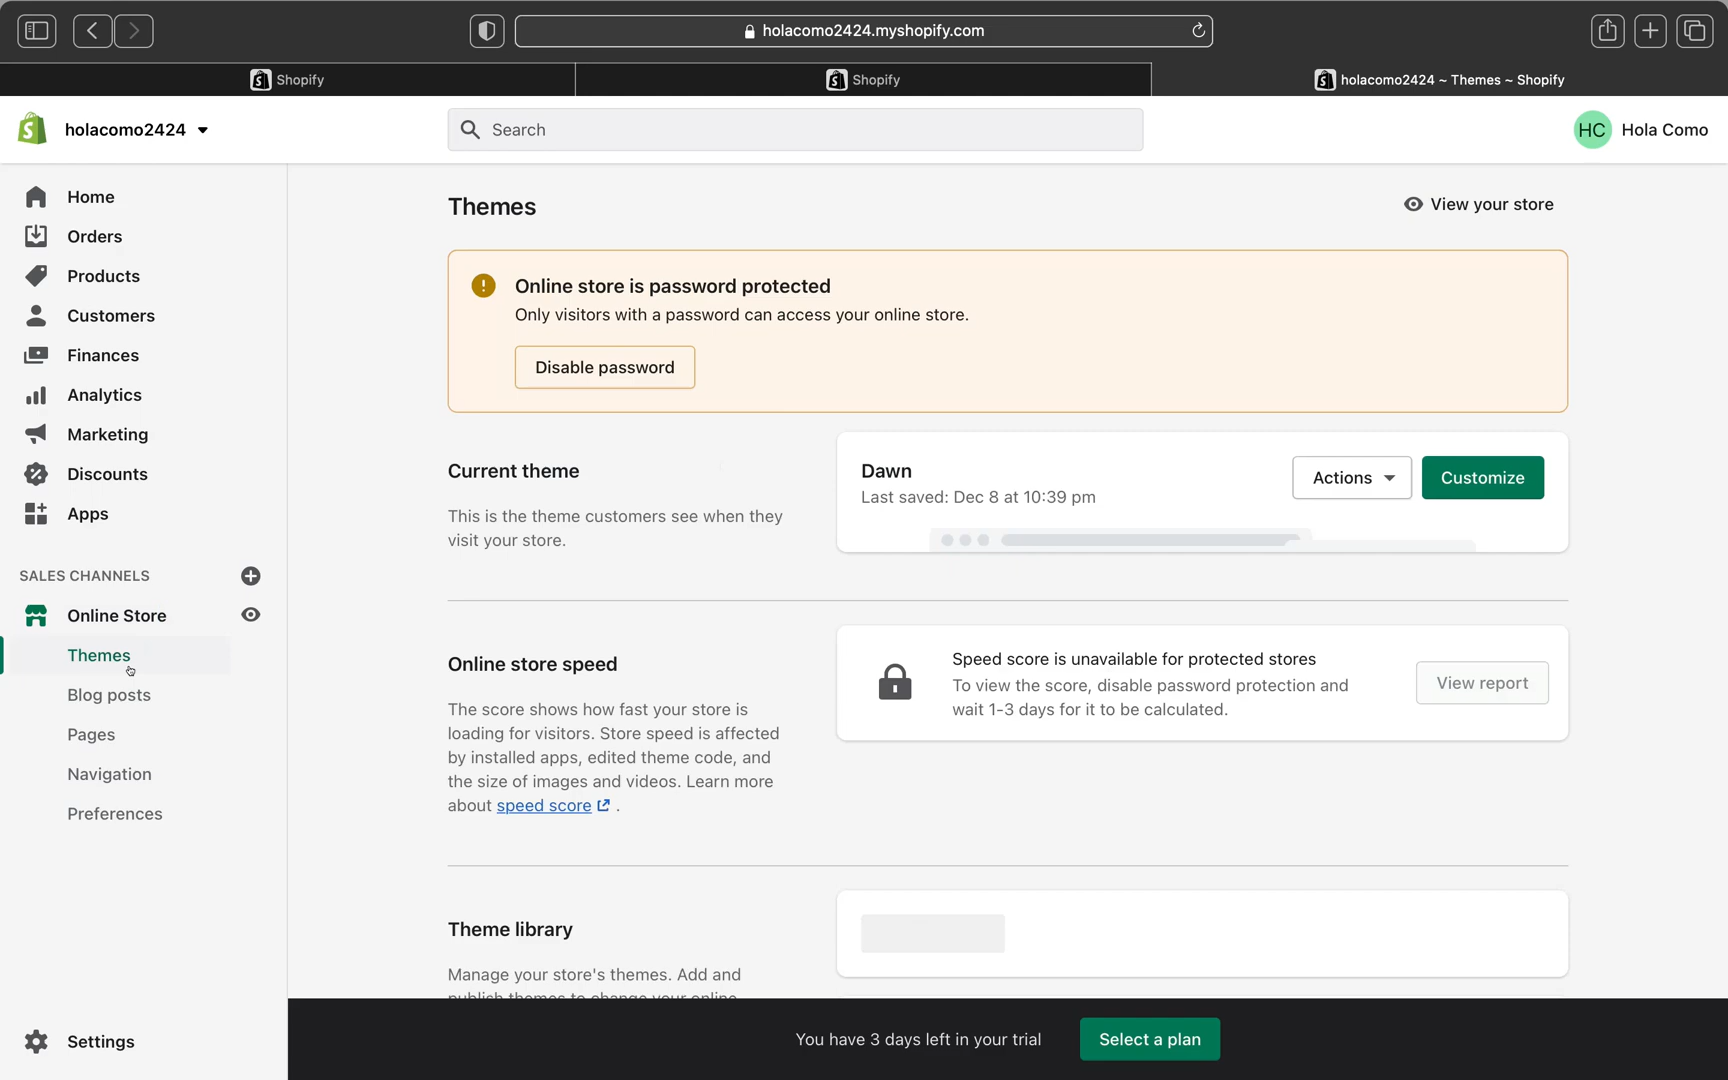 holacomo2424.myshopify.com
Shopify
Shopify
holacomo2424 ~ Themes ~ Shopify
holacomo2424
Search
HC
Hola Como
Home
Orders
Products
Customers
Finances
Analytics
Marketing
Discounts
Apps
SALES CHANNELS
Online Store
Themes
Blog posts
Pages
Navigation
Preferences
Settings
Themes
View your store
Online store is password protected
Only visitors with a password can access your online store.
Disable password
Current theme
This is the theme customers see when they
visit your store.
Dawn
Last saved: Dec 8 at 10:39 pm
Actions
Customize
Online store speed
The score shows how fast your store is
loading for visitors. Store speed is affected
by installed apps, edited theme code, and
the size of images and videos. Learn more
about speed score .
Speed score is unavailable for protected stores
To view the score, disable password protection and
wait 1-3 days for it to be calculated.
View report
Theme library
Manage your store's themes. Add and
publish themes to change your online
You have 3 days left in your trial
Select a plan